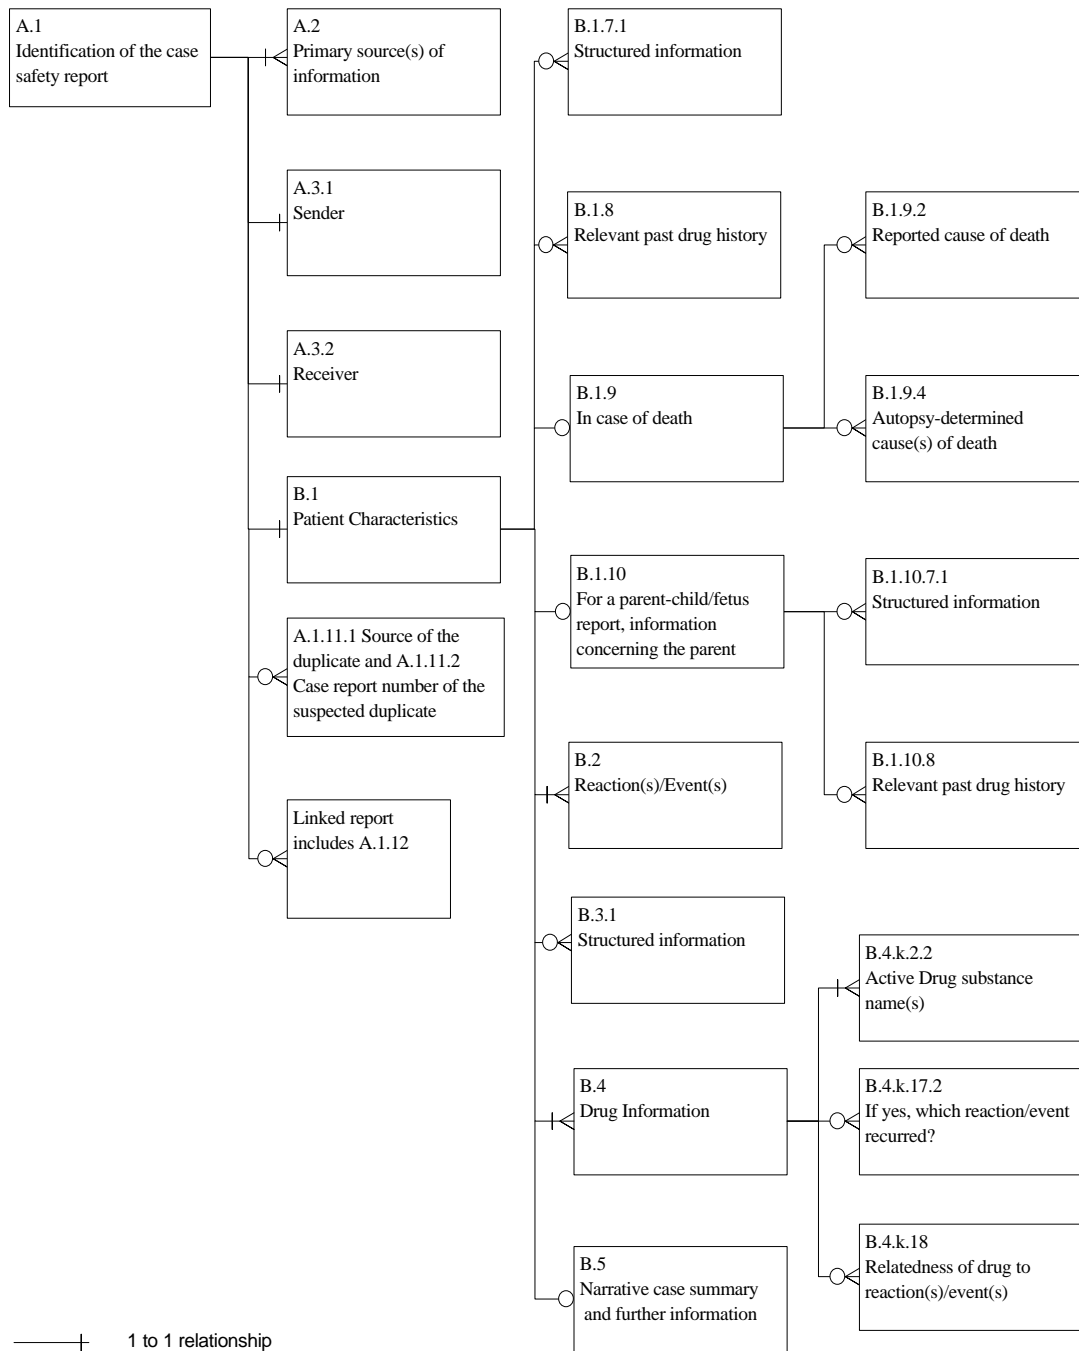 A.1
Identification of the case
safety report
A.2
Primary source(s) of
information
A.3.1
Sender
A.3.2
Receiver
B.1
Patient Characteristics
A.1.11.1 Source of the
duplicate and A.1.11.2
Case report number of the
suspected duplicate
Linked report
includes A.1.12
B.1.7.1
Structured information
B.1.8
Relevant past drug history
B.1.9
In case of death
B.1.10
For a parent-child/fetus
report, information
concerning the parent
B.2
Reaction(s)/Event(s)
B.3.1
Structured information
B.4
Drug Information
B.5
Narrative case summary
and further information
B.1.9.2
Reported cause of death
B.1.9.4
Autopsy-determined
cause(s) of death
B.1.10.7.1
Structured information
B.1.10.8
Relevant past drug history
B.4.k.2.2
Active Drug substance
name(s)
B.4.k.17.2
If yes, which reaction/event
recurred?
B.4.k.18
Relatedness of drug to
reaction(s)/event(s)
1 to 1 relationship